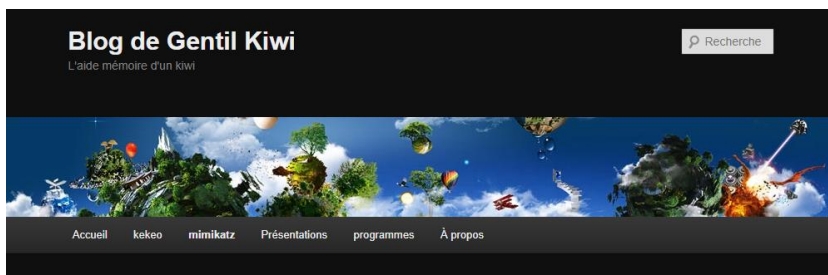 Blog de Gentil Kiwi
L'aide mémoire d'un kiwi
Recherche
Accueil kekeo mimikatz Présentations programmes À propos